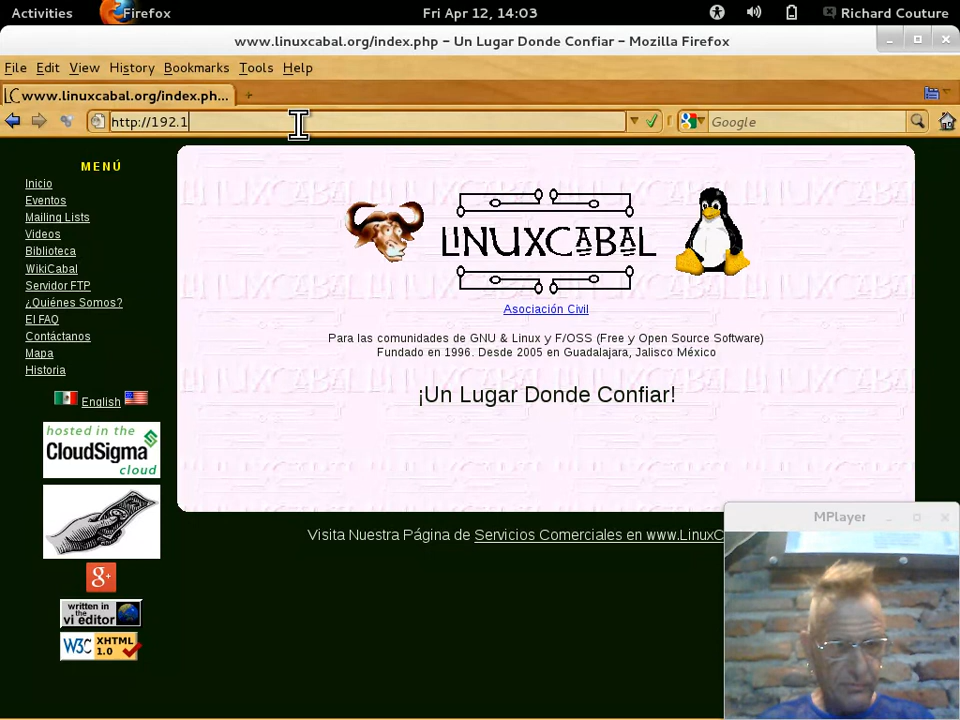 Activities Firefox Fri Apr 12, 14:03 Richard Couture
www.linuxcabal.org/index.php – Un Lugar Donde Confiar – Mozilla Firefox
File Edit View History Bookmarks Tools Help
www.linuxcabal.org/index.ph...
http://192.1 Google
MENÚ
Inicio
Eventos
Mailing Lists
Videos
Biblioteca
WikiCabal
Servidor FTP
¿Quiénes Somos?
El FAQ
Contáctanos
Mapa
Historia
English
hosted in the
CloudSigma
cloud
g+
written in
the
vi editor
W3C XHTML
1.0
LINUXCABAL
Asociación Civil
Para las comunidades de GNU & Linux y F/OSS (Free y Open Source Software)
Fundado en 1996. Desde 2005 en Guadalajara, Jalisco México
¡Un Lugar Donde Confiar!
Visita Nuestra Página de Servicios Comerciales en www.LinuxC
MPlayer